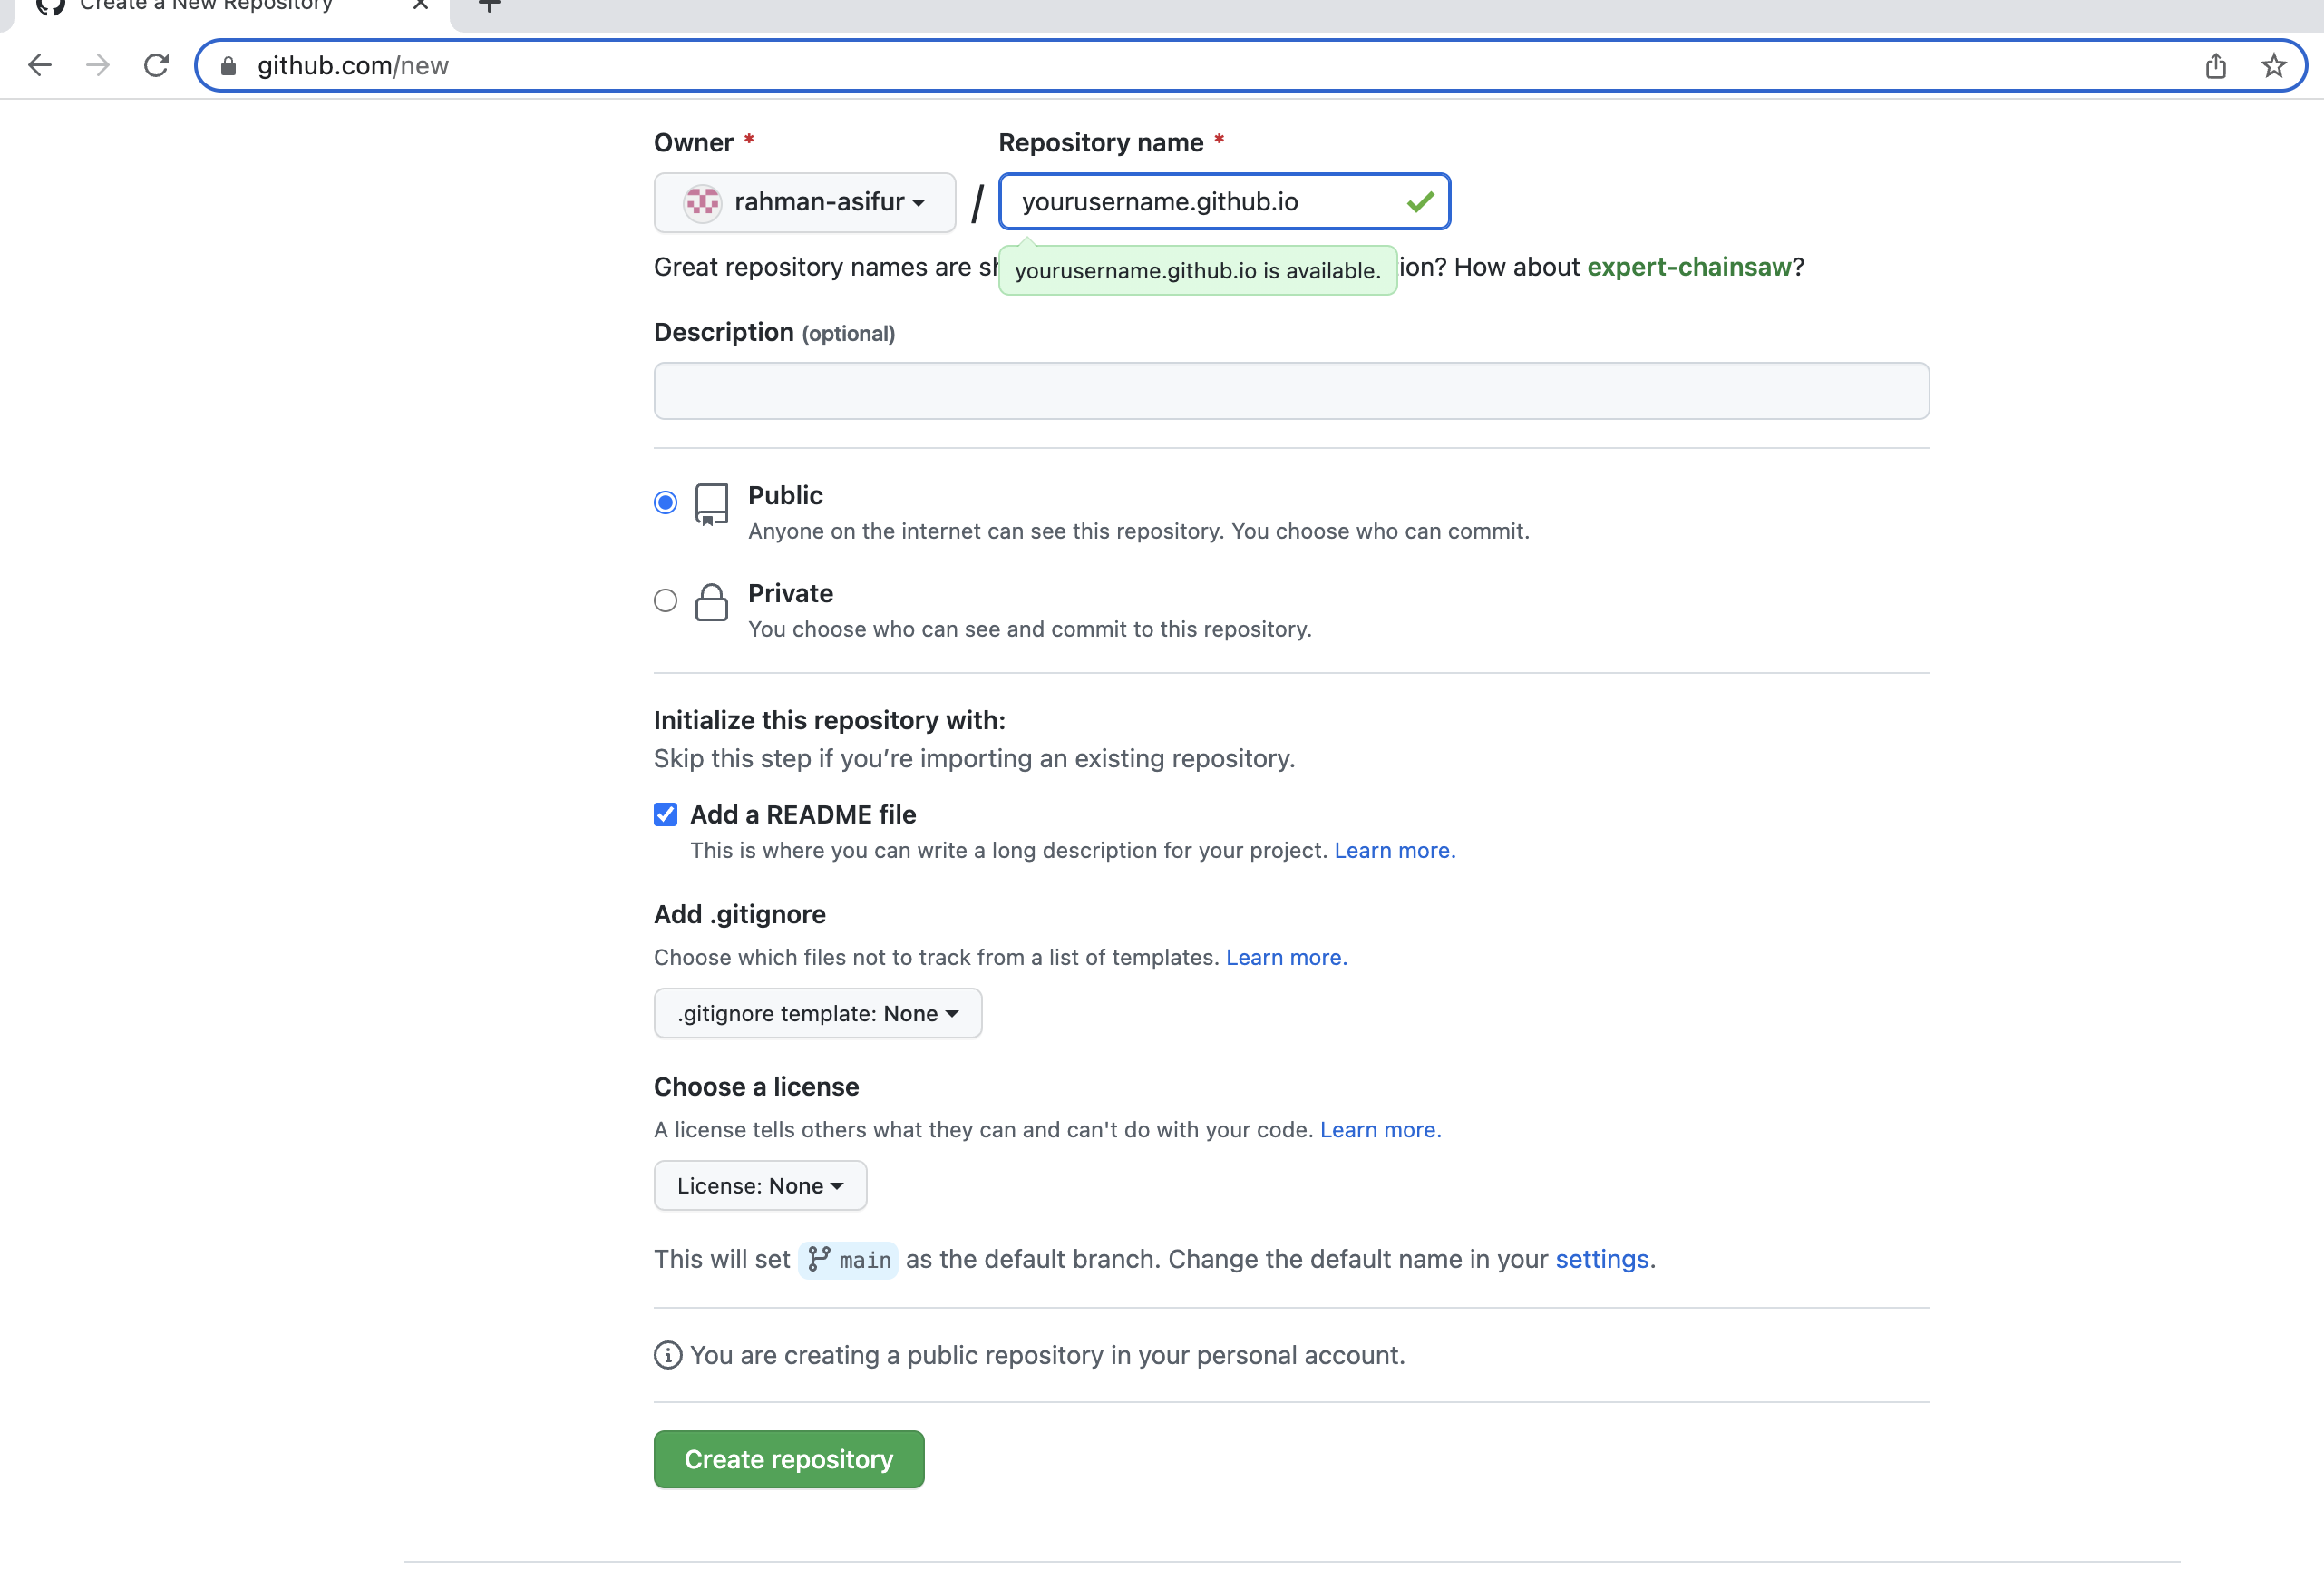 Create a New Repository
github.com/new
Owner *
Repository name *
rahman-asifur
/
yourusername.github.io
Great repository names are sh
yourusername.github.io is available.
ion? How about expert-chainsaw?
Description (optional)
Public
Anyone on the internet can see this repository. You choose who can commit.
Private
You choose who can see and commit to this repository.
Initialize this repository with:
Skip this step if you’re importing an existing repository.
Add a README file
This is where you can write a long description for your project. Learn more.
Add .gitignore
Choose which files not to track from a list of templates. Learn more.
.gitignore template: None
Choose a license
A license tells others what they can and can't do with your code. Learn more.
License: None
This will set main as the default branch. Change the default name in your settings.
You are creating a public repository in your personal account.
Create repository